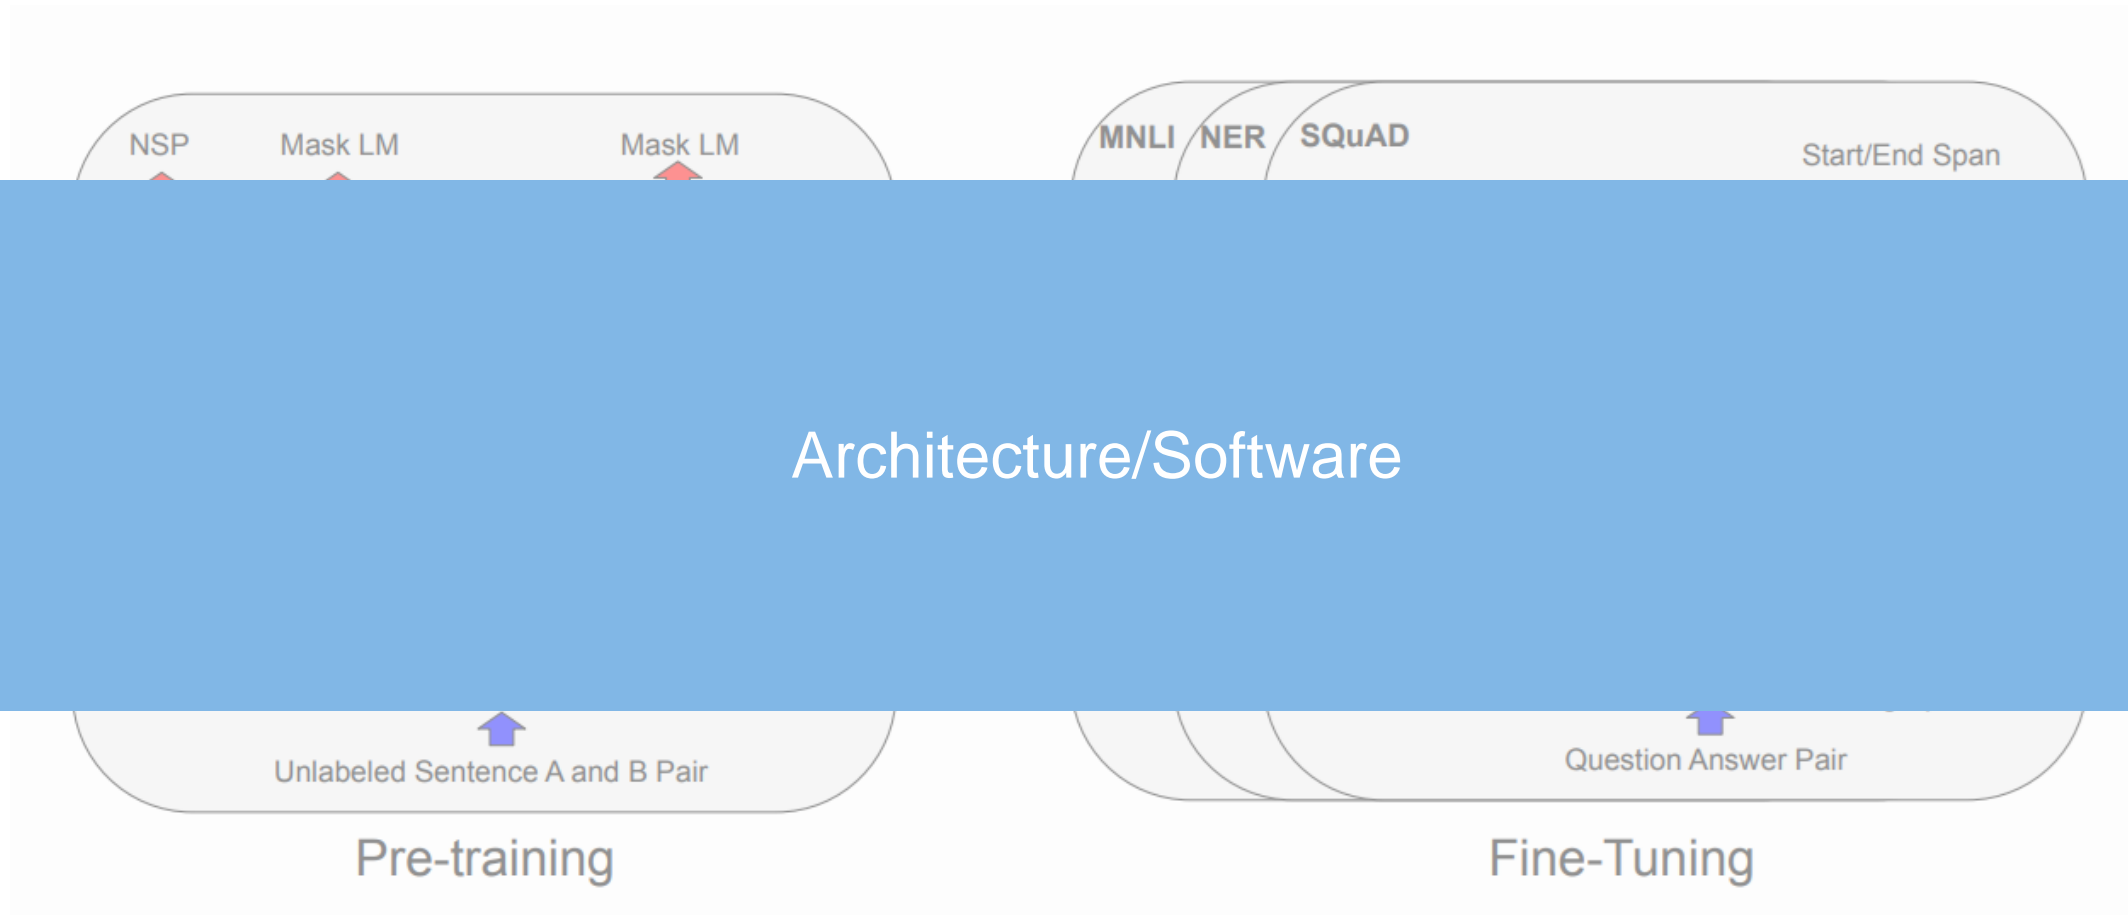 NSP Mask LM Mask LM
MNLI NER SQuAD
Start/End Span
Architecture/Software
Unlabeled Sentence A and B Pair
Question Answer Pair
Pre-training
Fine-Tuning